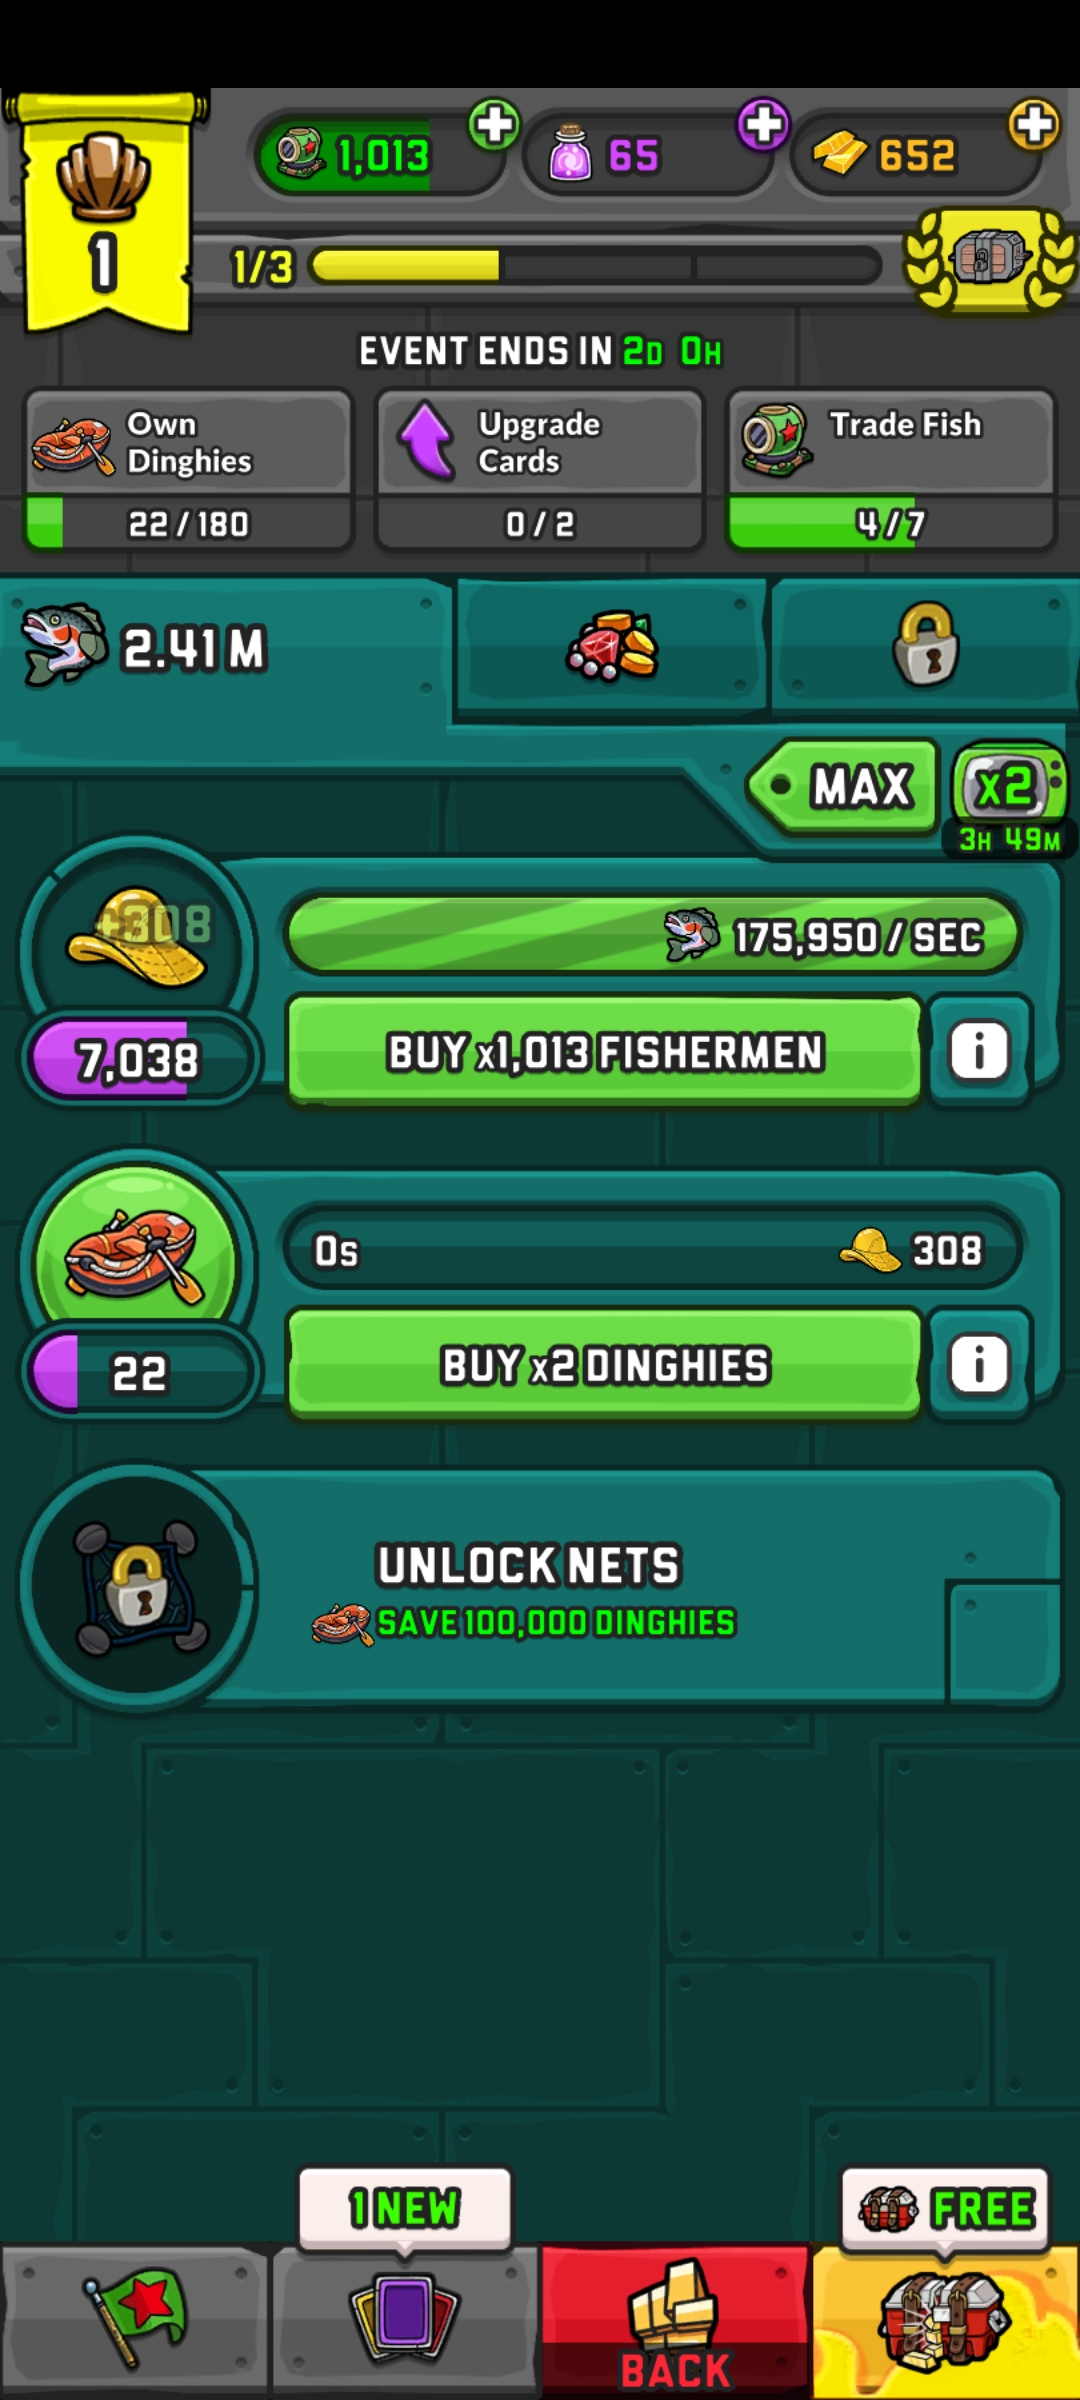 1,013
65
652
1
1/3
EVENT ENDS IN 2D 0H
Own
Dinghies
22 / 180
Upgrade
Cards
0 / 2
Trade Fish
4 / 7
2.41 M
MAX
x2
3H 49M
+308
175,950 / SEC
7,038
BUY x1,013 FISHERMEN
i
0s
308
22
BUY x2 DINGHIES
i
UNLOCK NETS
SAVE 100,000 DINGHIES
1 NEW
FREE
BACK